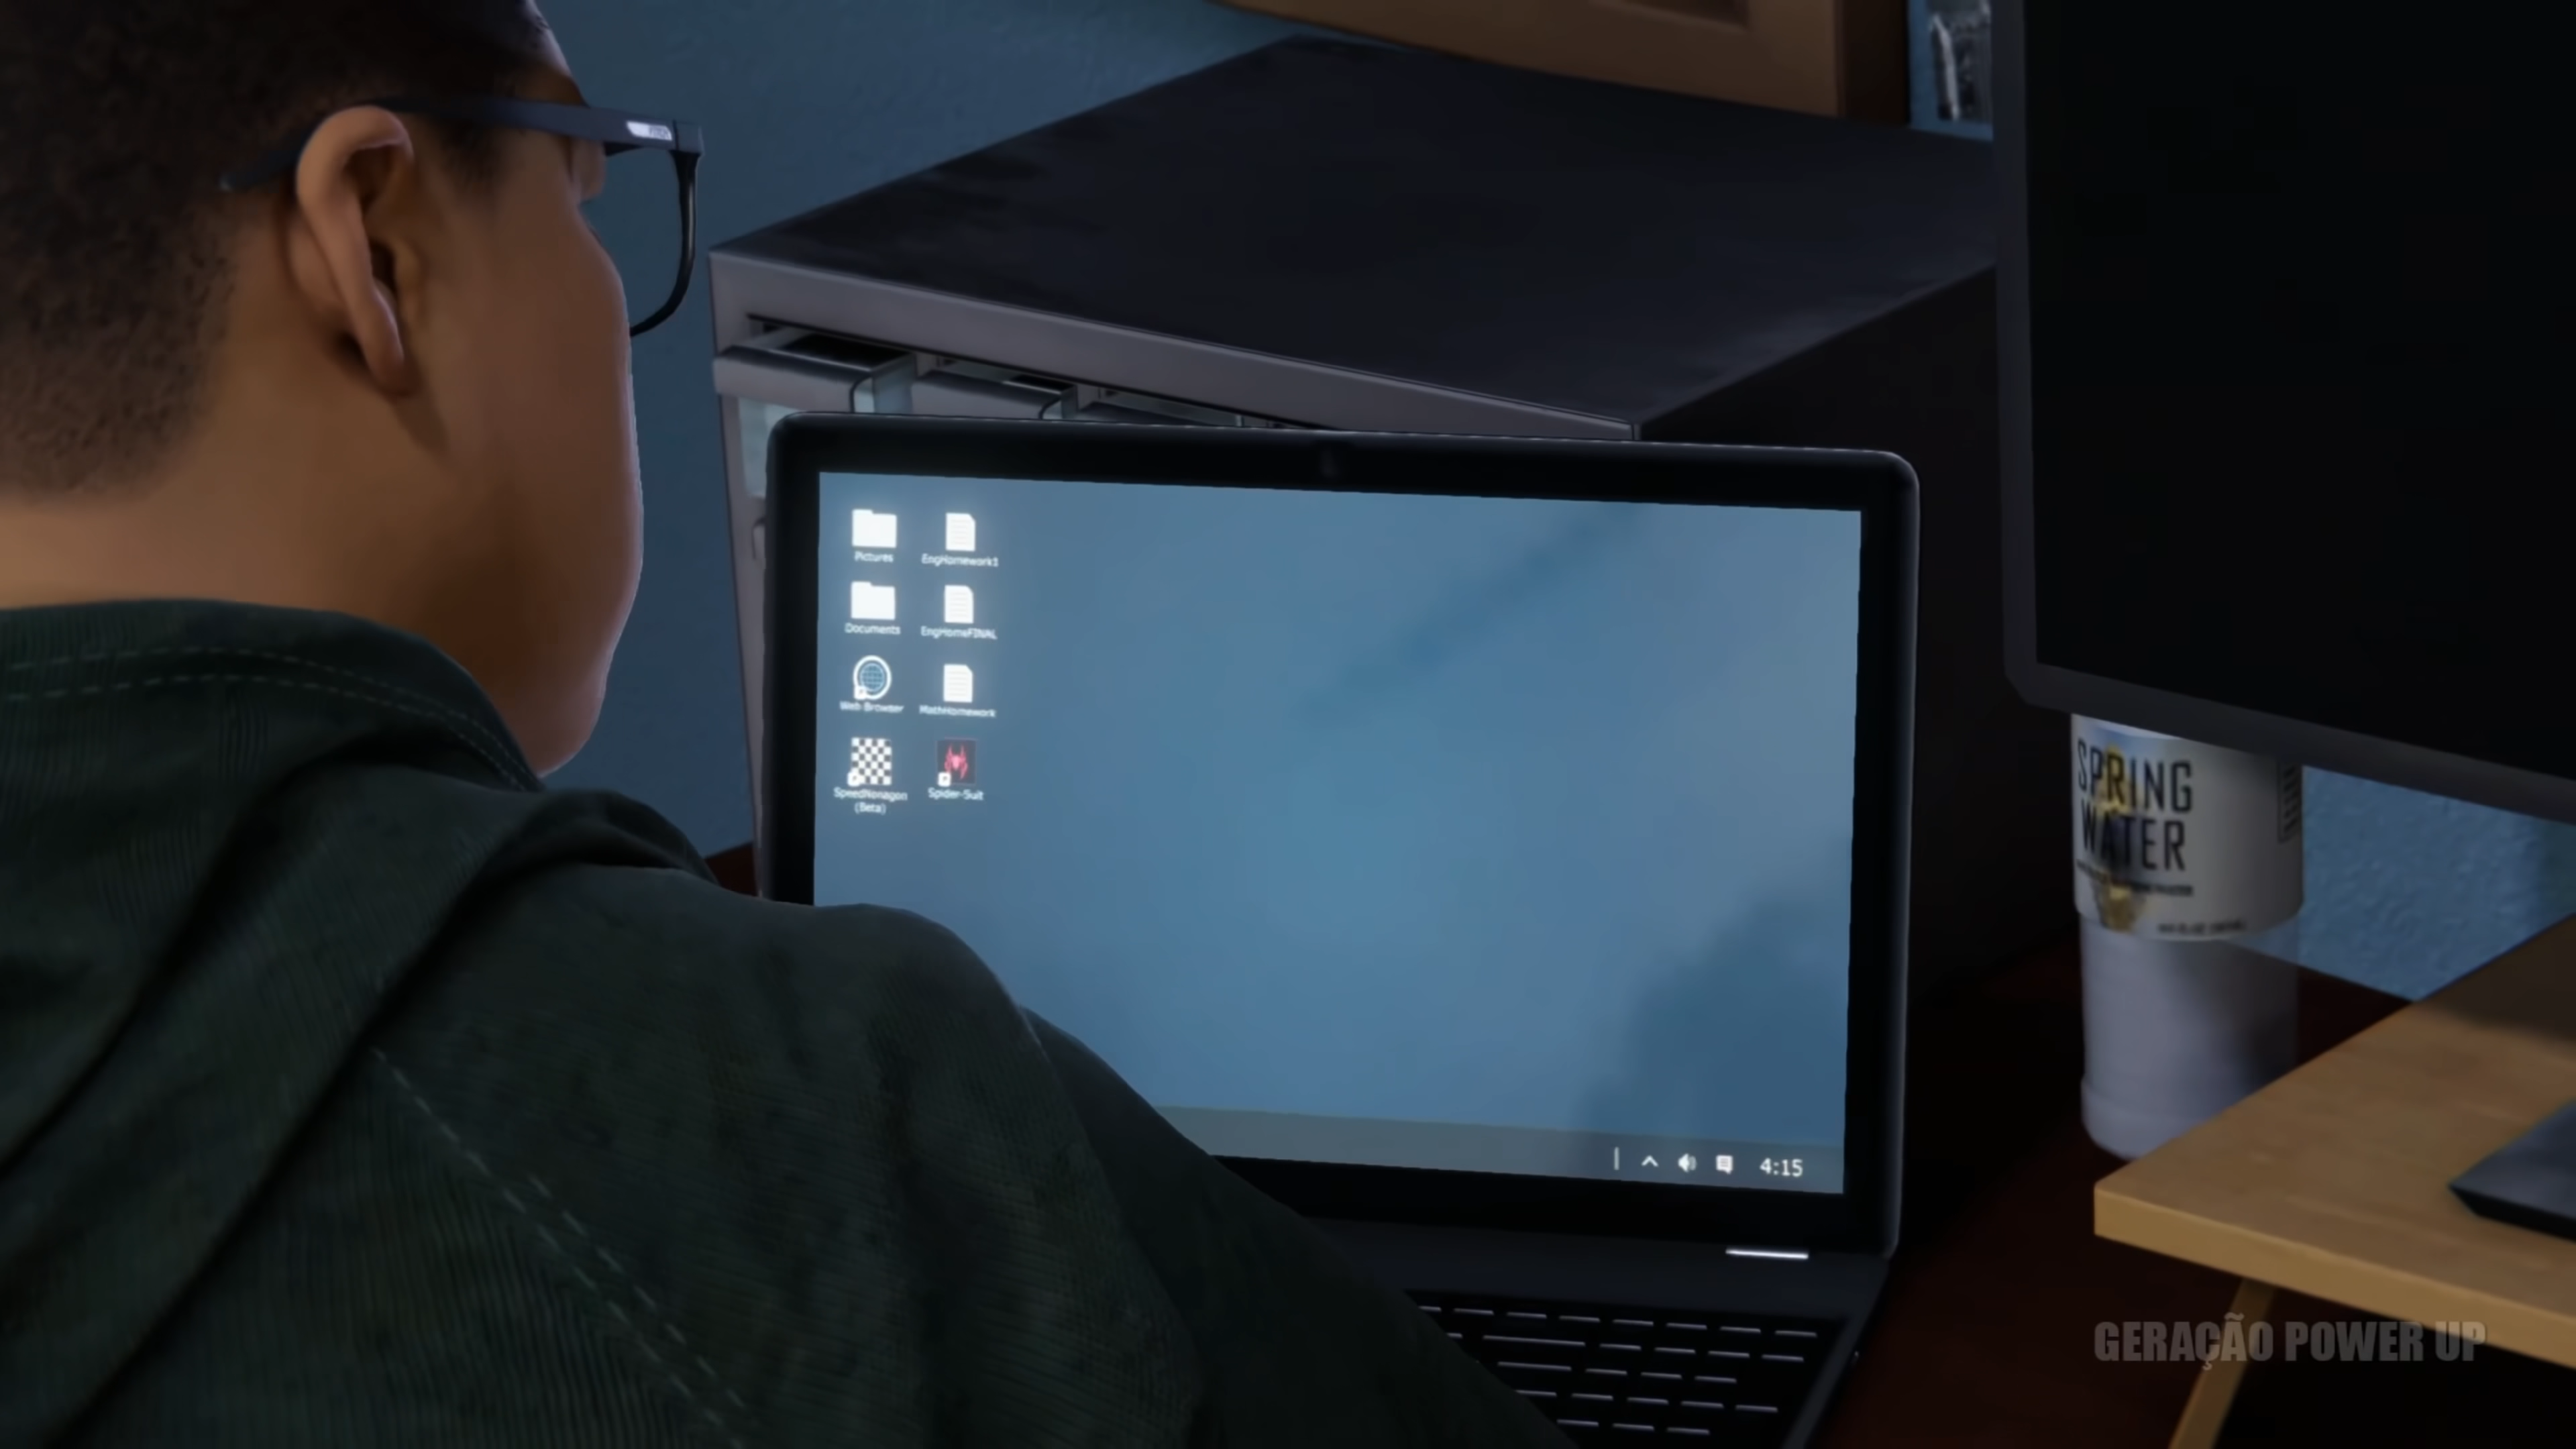 Pictures
EngHomework1
Documents
EngHomeFINAL
Web Browser
MathHomework
SpeedNonagon
(Beta)
Spider-Suit
4:15
SPRING
WATER
GERAÇÃO POWER UP